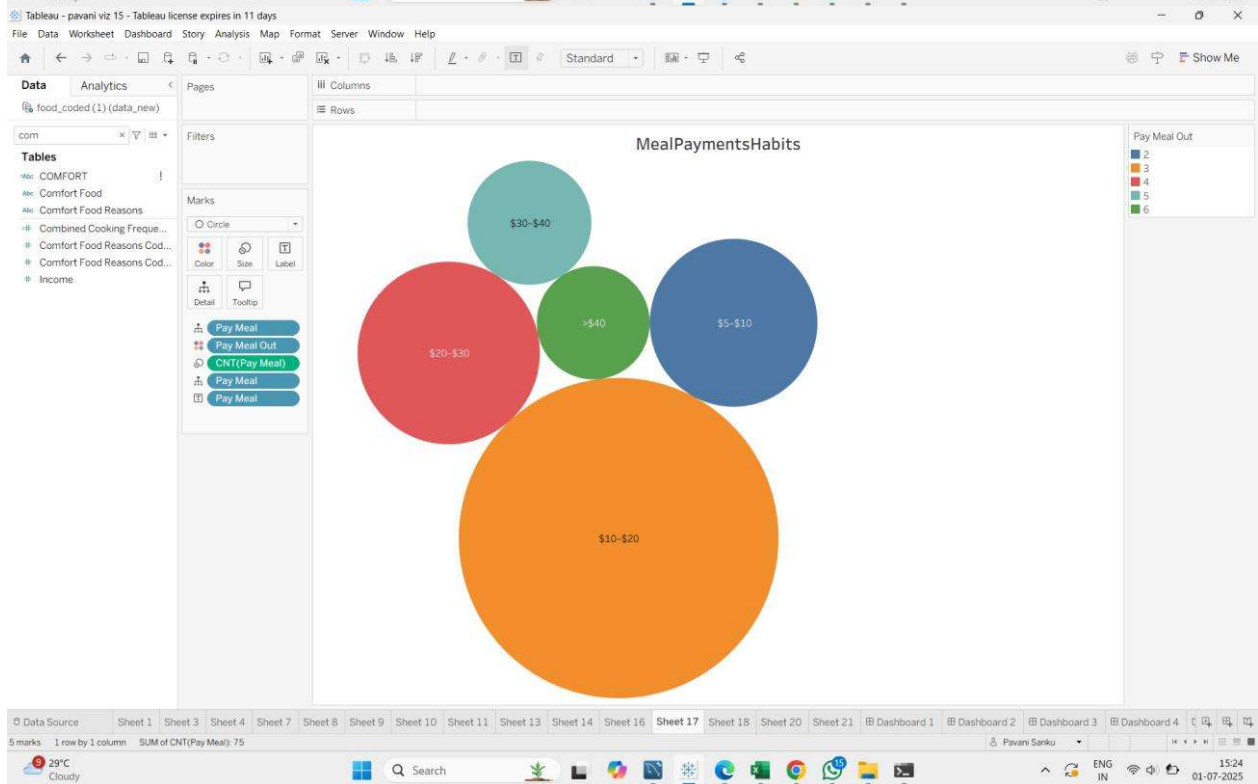 Tableau - pavani viz 15 - Tableau license expires in 11 days
File Data Worksheet Dashboard Story Analysis Map Format Server Window Help
Standard
Show Me
Data Analytics
food_coded (1) (data_new)
com
Tables
Abc COMFORT !
Abc Comfort Food
Abc Comfort Food Reasons
# Combined Cooking Freque...
# Comfort Food Reasons Cod...
# Comfort Food Reasons Cod...
# Income
Pages
Filters
Marks
Circle
Color Size Label
Detail Tooltip
Pay Meal
Pay Meal Out
CNT(Pay Meal)
Pay Meal
Pay Meal
iii Columns
Rows
MealPaymentsHabits
$30-$40
>$40
$5-$10
$20-$30
$10-$20
Pay Meal Out
2
3
4
5
6
Data Source Sheet 1 Sheet 3 Sheet 4 Sheet 7 Sheet 8 Sheet 9 Sheet 10 Sheet 11 Sheet 13 Sheet 14 Sheet 16 Sheet 17 Sheet 18 Sheet 20 Sheet 21 Dashboard 1 Dashboard 2 Dashboard 3 Dashboard 4
5 marks 1 row by 1 column SUM of CNT(Pay Meal): 75
Pavani Sanku
9 29°C
Cloudy
Search
15
ENG
IN
15:24